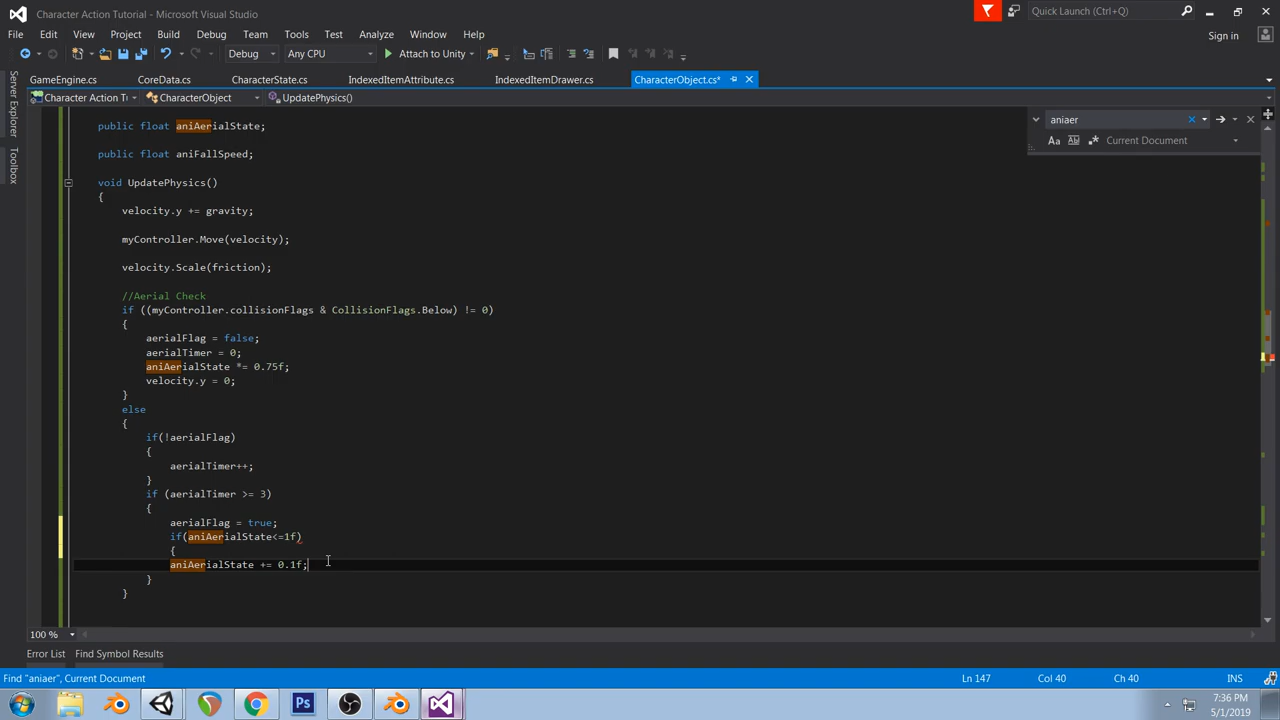 Character Action Tutorial - Microsoft Visual Studio
Quick Launch (Ctrl+Q)
File Edit View Project Build Debug Team Tools Test Analyze Window Help
Sign in
Debug Any CPU Attach to Unity
GameEngine.cs CoreData.cs CharacterState.cs IndexedItemAttribute.cs IndexedItemDrawer.cs CharacterObject.cs*
Character Action Ti CharacterObject UpdatePhysics()
Server Explorer
Toolbox
aniaer
Aa Current Document
public float aniAerialState;
public float aniFallSpeed;
void UpdatePhysics()
{
velocity.y += gravity;
myController.Move(velocity);
velocity.Scale(friction);
//Aerial Check
if ((myController.collisionFlags & CollisionFlags.Below) != 0)
{
aerialFlag = false;
aerialTimer = 0;
aniAerialState *= 0.75f;
velocity.y = 0;
}
else
{
if(!aerialFlag)
{
aerialTimer++;
}
if (aerialTimer >= 3)
{
aerialFlag = true;
if(aniAerialState<=1f)
{
aniAerialState += 0.1f;
}
}
100 %
Error List Find Symbol Results
Find "aniaer", Current Document Ln 147 Col 40 Ch 40 INS
Ps
7:36 PM
5/1/2019